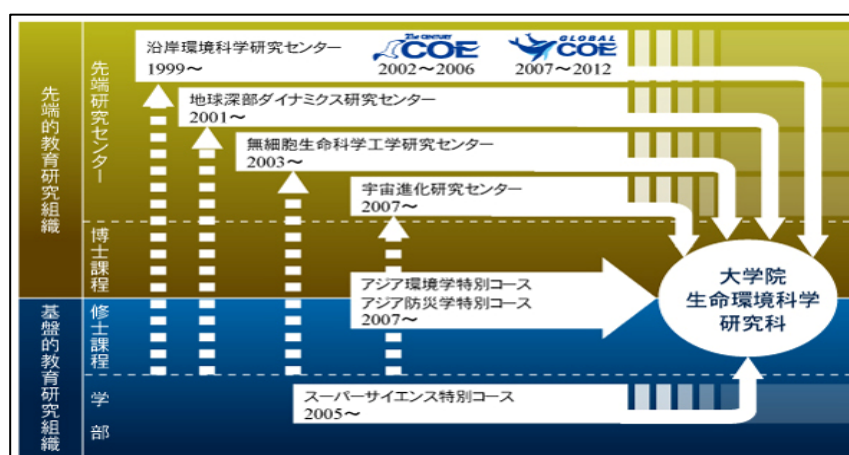 先端的教育研究組織
基盤的教育研究組織
先端研究センター
博士課程
修士課程
学部
沿岸環境科学研究センター
1999～
21st CENTURY
COE
2002～2006
GLOBAL
COE
2007～2012
地球深部ダイナミクス研究センター
2001～
無細胞生命科学工学研究センター
2003～
宇宙進化研究センター
2007～
アジア環境学特別コース
アジア防災学特別コース
2007～
スーパーサイエンス特別コース
2005～
大学院
生命環境科学
研究科